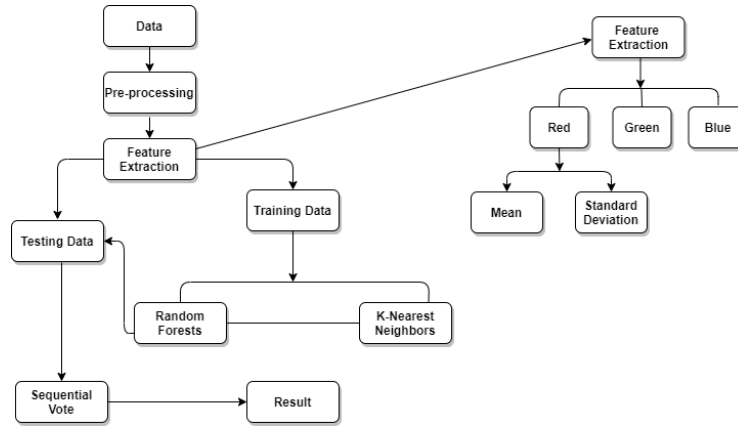 Data
Pre-processing
Feature
Extraction
Training Data
Testing Data
Random
Forests
K-Nearest
Neighbors
Sequential
Vote
Result
Feature
Extraction
Red
Green
Blue
Mean
Standard
Deviation